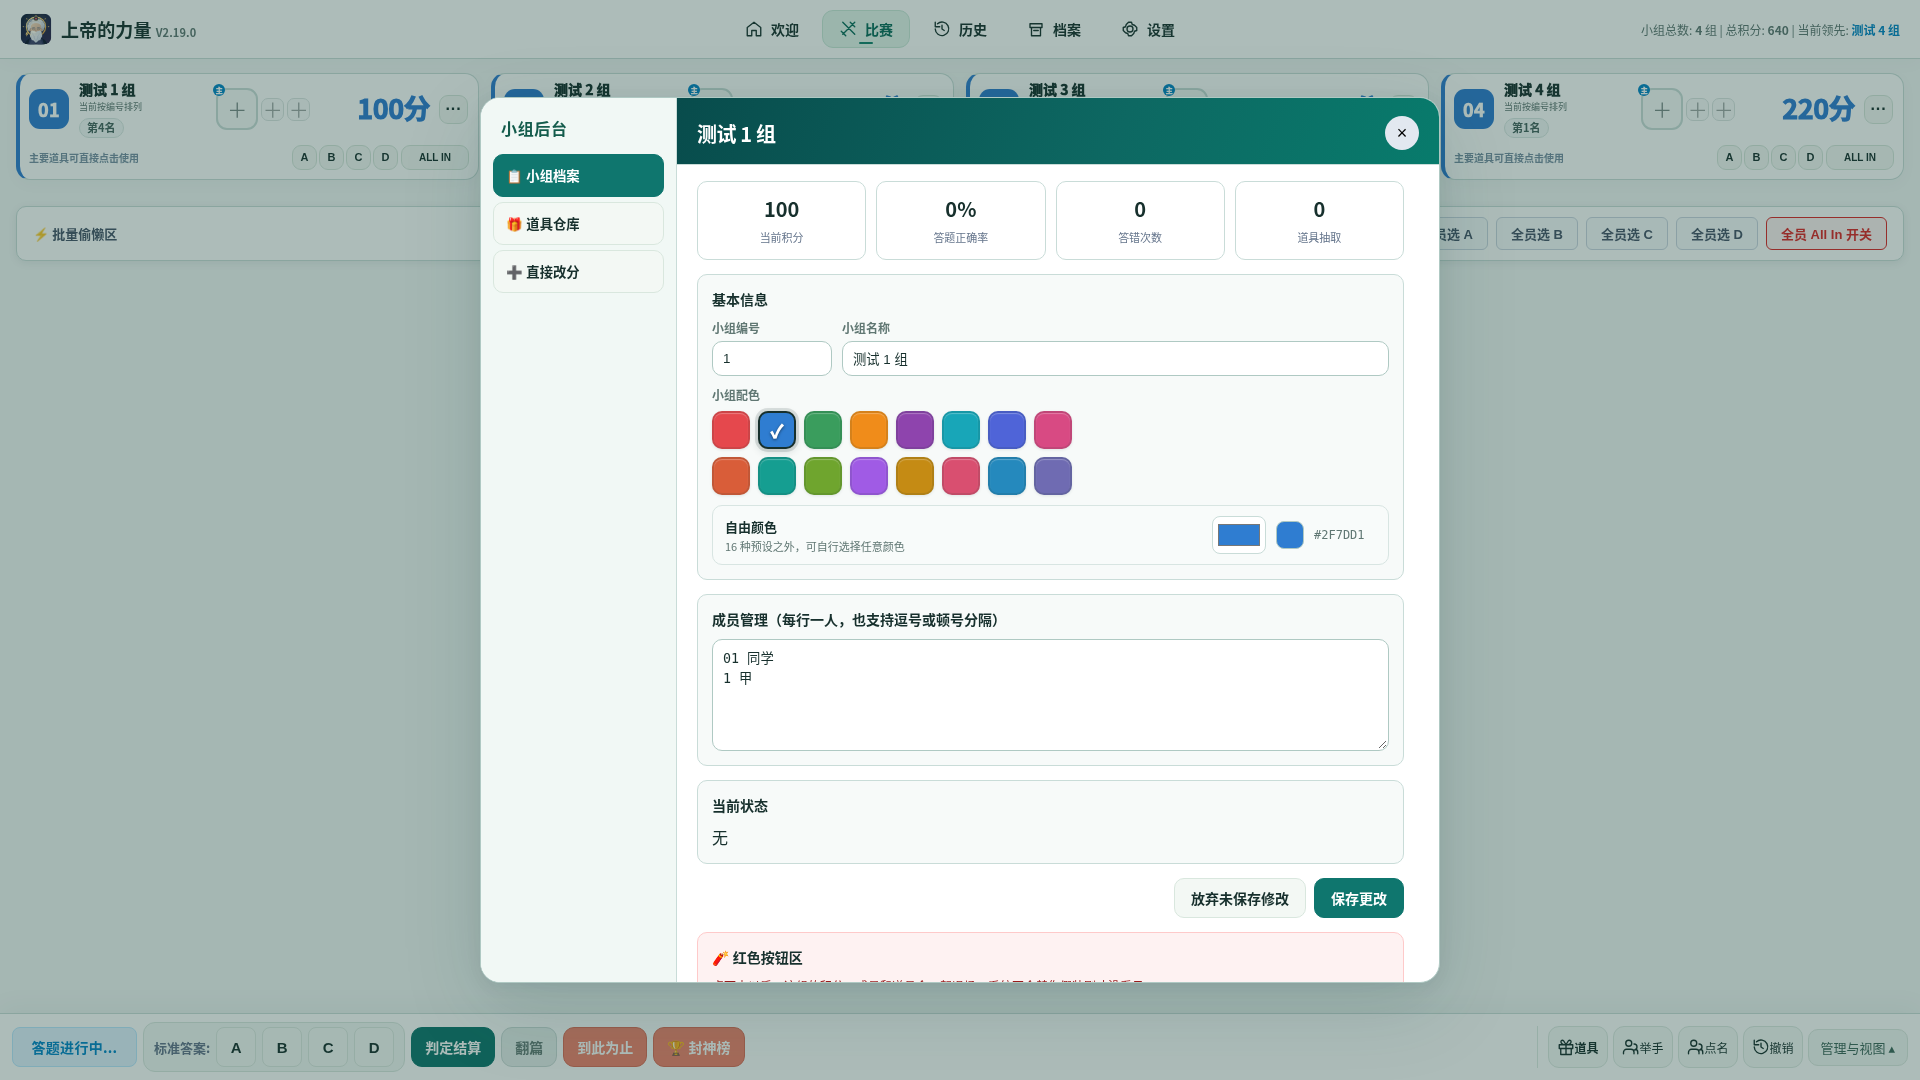 上帝的力量 V2.19.0
欢迎
比赛
历史
档案
设置
小组总数: 4 组 | 总积分: 640 | 当前领先: 测试 4 组
01
测试 1 组
当前按编号排列
第4名
主
100分
...
主要道具可直接点击使用
A
B
C
D
ALL IN
测试 2 组
主
测试 3 组
主
04
测试 4 组
当前按编号排列
第1名
主
220分
...
主要道具可直接点击使用
A
B
C
D
ALL IN
⚡ 批量偷懒区
员选 A
全员选 B
全员选 C
全员选 D
全员 All In 开关
小组后台
📋 小组档案
🎁 道具仓库
➕ 直接改分
测试 1 组
×
100
当前积分
0%
答题正确率
0
答错次数
0
道具抽取
基本信息
小组编号
小组名称
1
测试 1 组
小组配色
✓
自由颜色
16 种预设之外，可自行选择任意颜色
#2F7DD1
成员管理（每行一人，也支持逗号或顿号分隔）
01 同学
1 甲
当前状态
无
放弃未保存修改
保存更改
🧨 红色按钮区
答题进行中...
标准答案:
A
B
C
D
判定结算
翻篇
到此为止
🏆 封神榜
道具
举手
点名
撤销
管理与视图 ▴